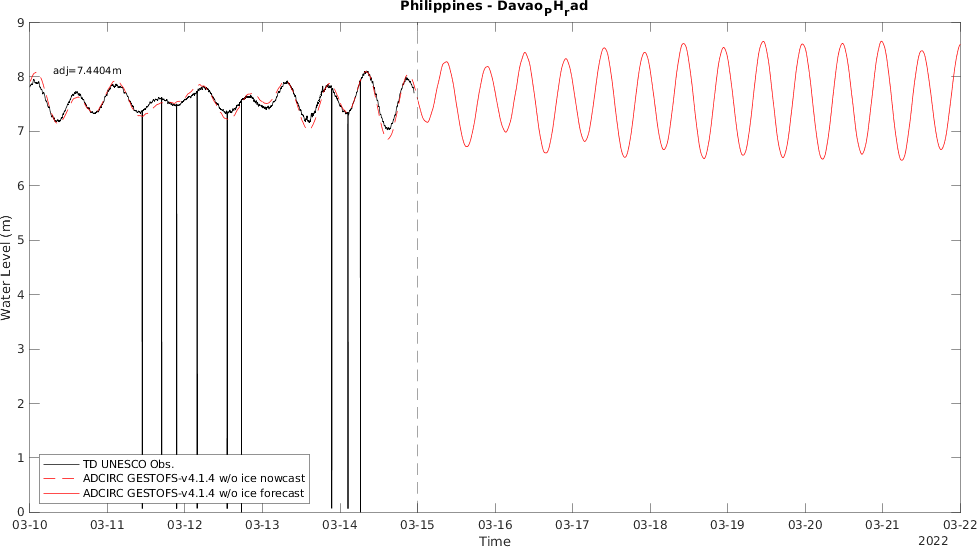 Philippines - Davao_PH_rad
9
8
7
6
5
4
3
2
1
0
Water Level (m)
adj=7.4404m
TD UNESCO Obs.
ADCIRC GESTOFS-v4.1.4 w/o ice nowcast
ADCIRC GESTOFS-v4.1.4 w/o ice forecast
03-10 03-11 03-12 03-13 03-14 03-15 03-16 03-17 03-18 03-19 03-20 03-21 03-22
Time
2022